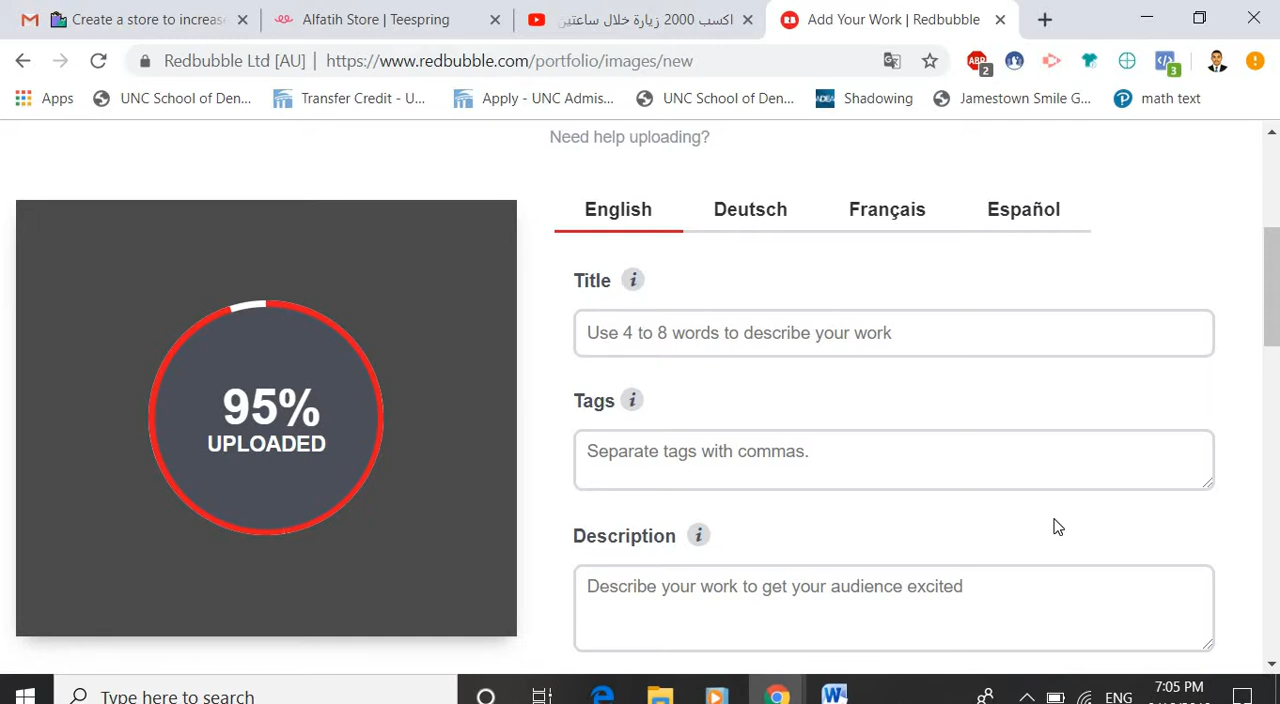 Create a store to increas
Alfatih Store | Teespring
اكسب 2000 زيارة خلال ساعتين
Add Your Work | Redbubble
Redbubble Ltd [AU] | https://www.redbubble.com/portfolio/images/new
ABP
2
3
Apps
UNC School of Den...
Transfer Credit - U...
Apply - UNC Admis...
UNC School of Den...
ADEA
Shadowing
Jamestown Smile G...
math text
Need help uploading?
English
Deutsch
Français
Español
Title
Use 4 to 8 words to describe your work
95%
UPLOADED
Tags
Separate tags with commas.
Description
Describe your work to get your audience excited
Type here to search
ENG
7:05 PM